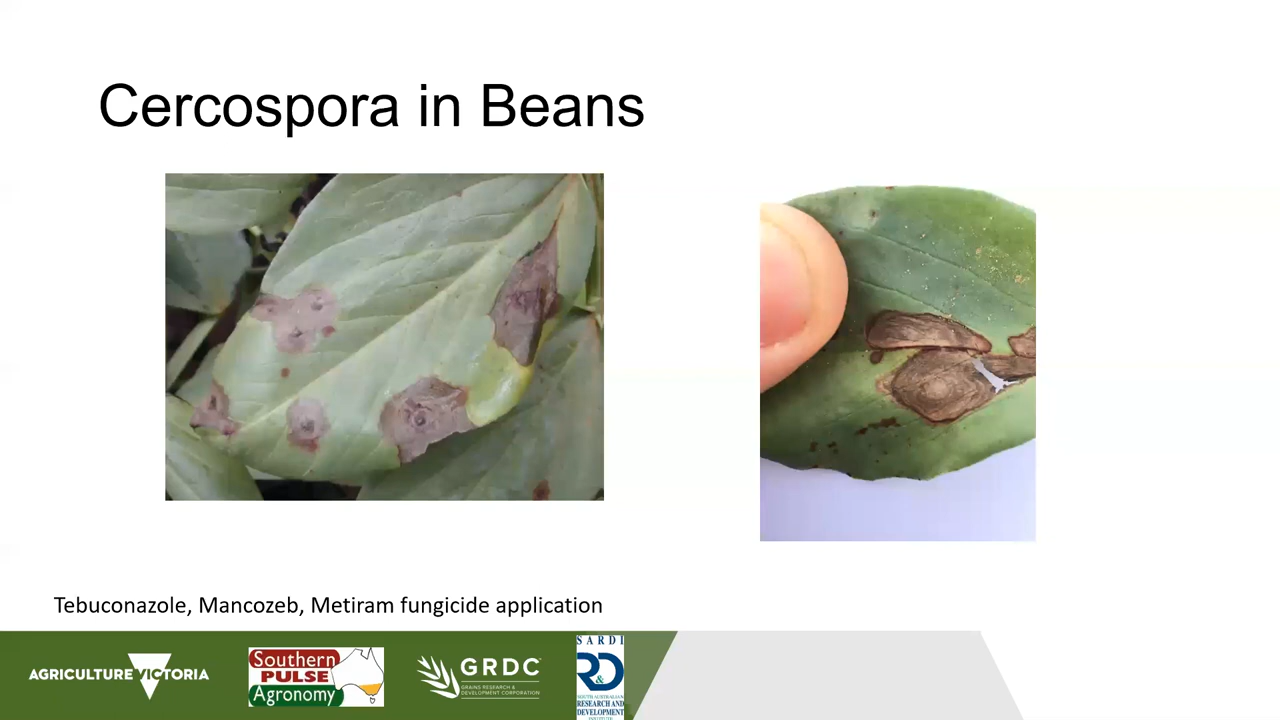 Cercospora in Beans
Tebuconazole, Mancozeb, Metiram fungicide application
AGRICULTURE VICTORIA
Southern
PULSE
Agronomy
GRDC
GRAINS RESEARCH &
DEVELOPMENT CORPORATION
SARDI
R&D
SOUTH AUSTRALIAN
RESEARCH AND
DEVELOPMENT
INSTITUTE